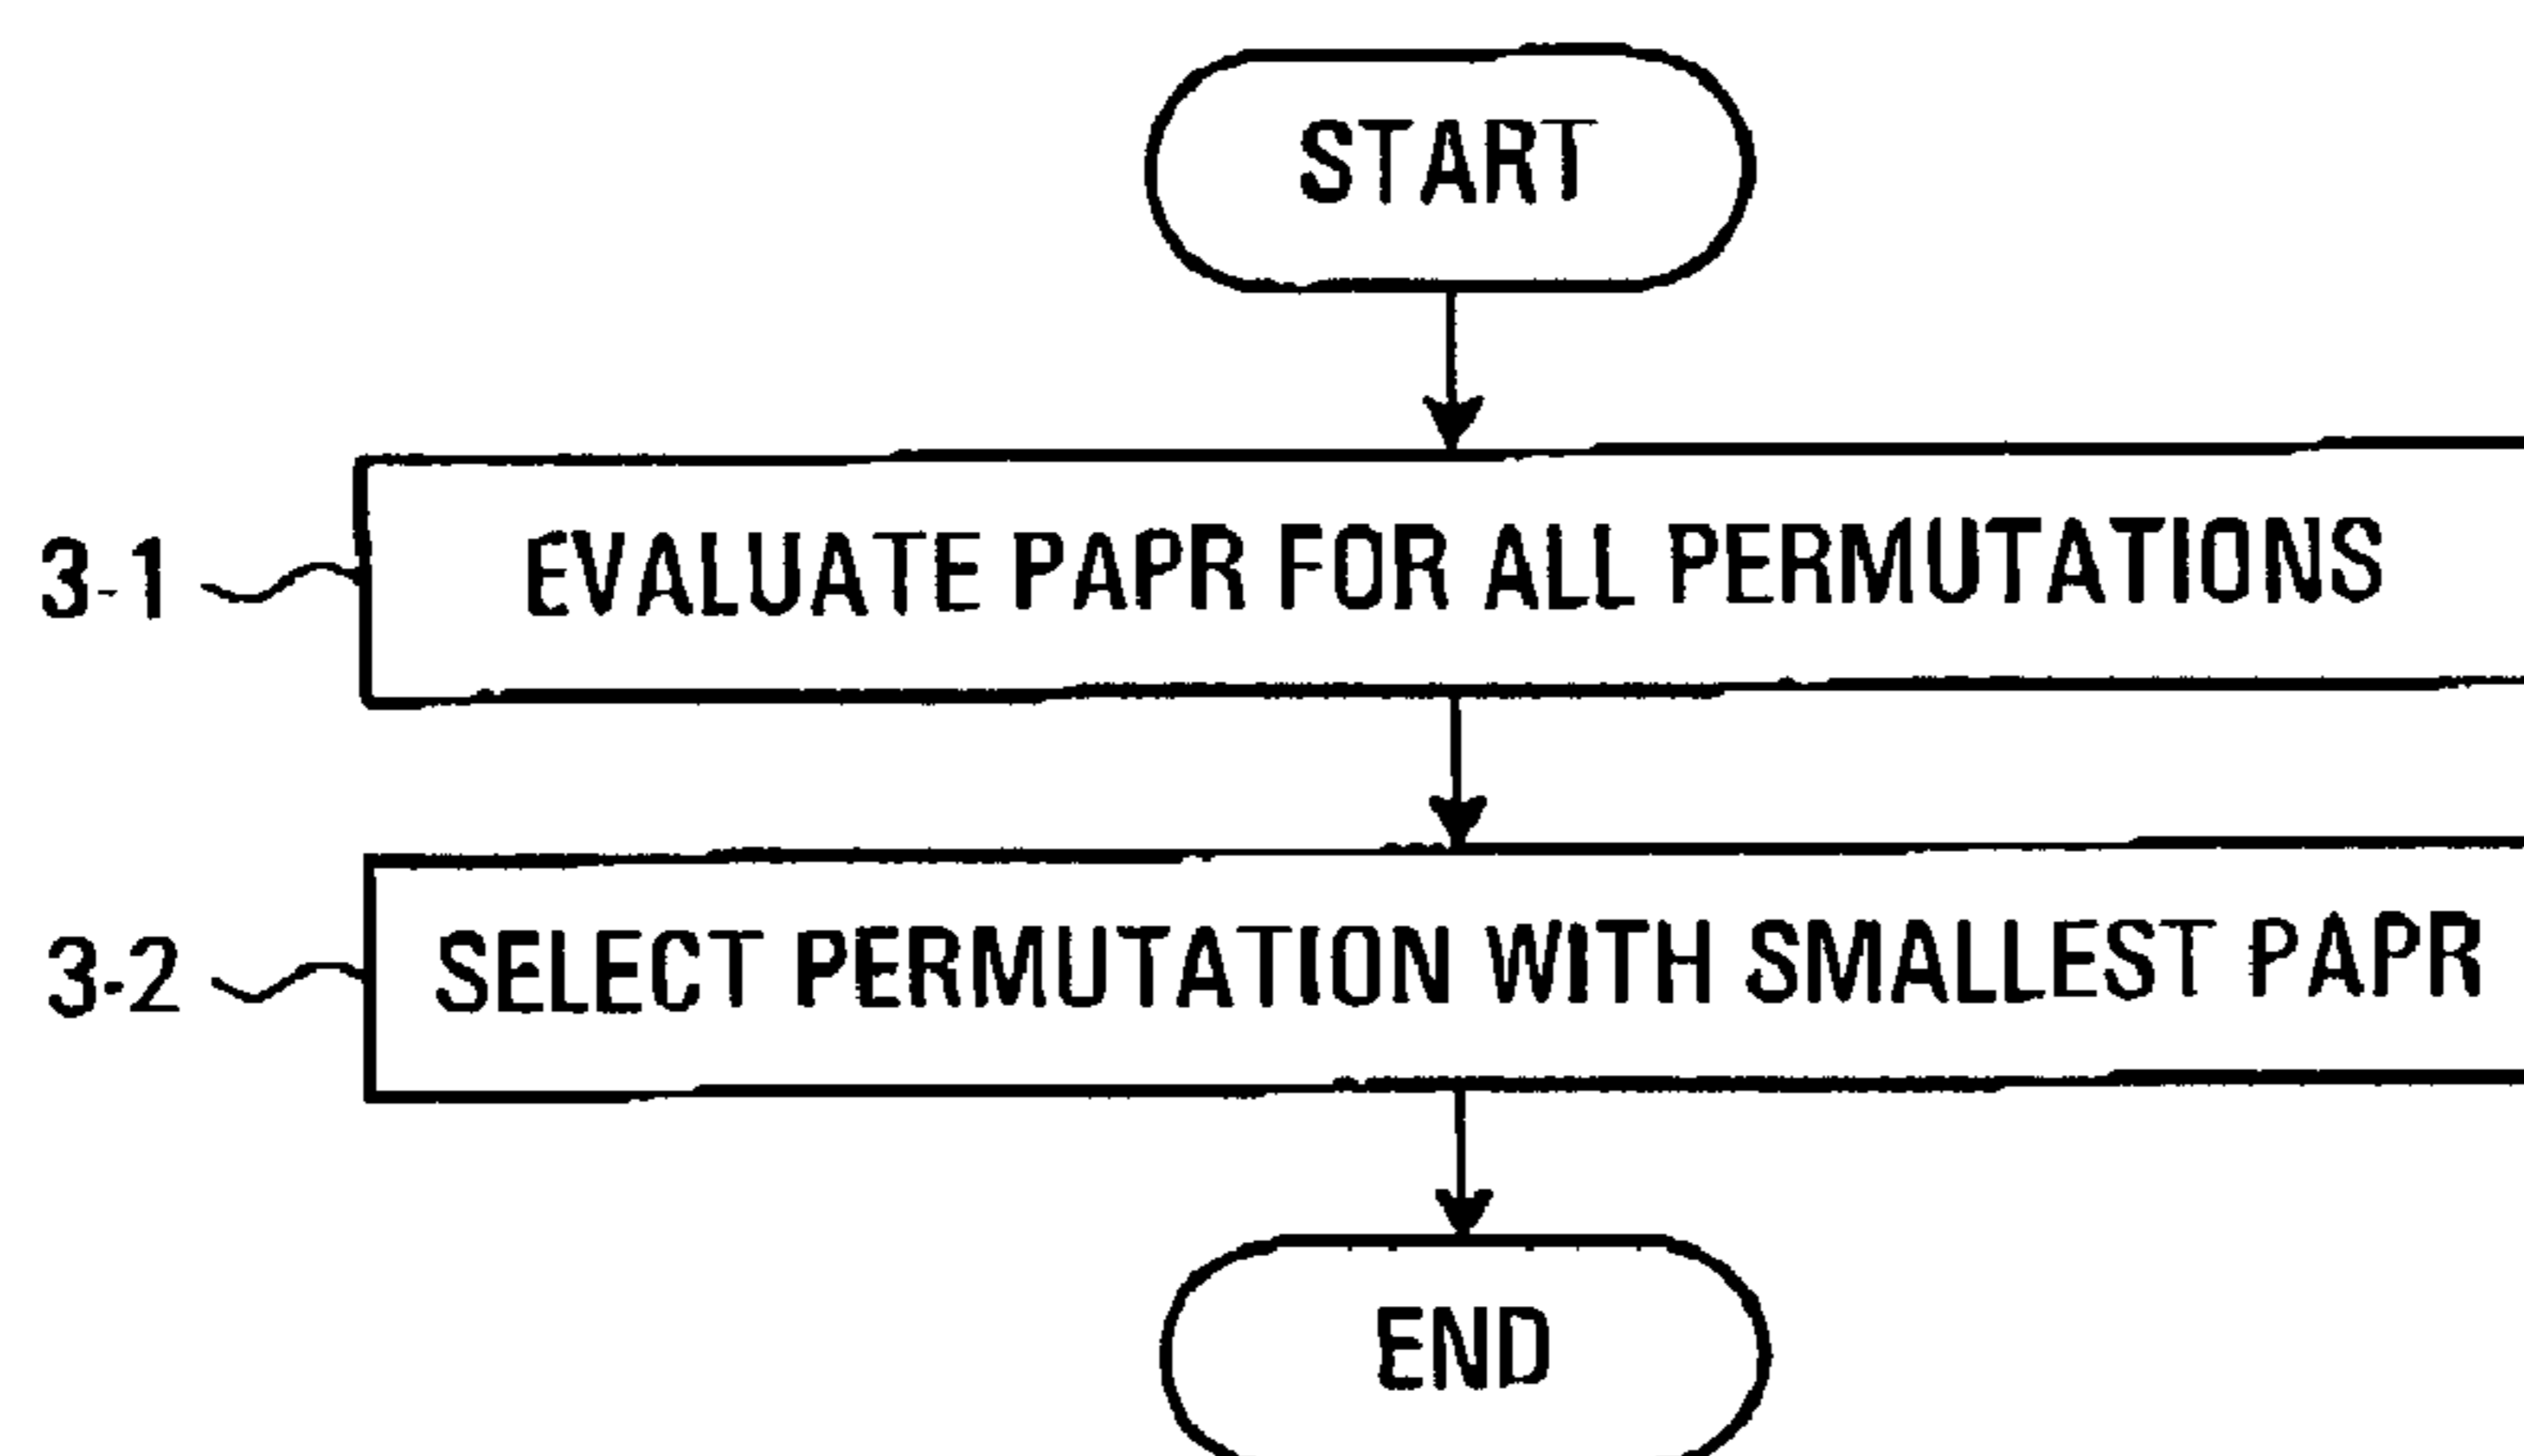 START
3-1 EVALUATE PAPR FOR ALL PERMUTATIONS
3-2 SELECT PERMUTATION WITH SMALLEST PAPR
END